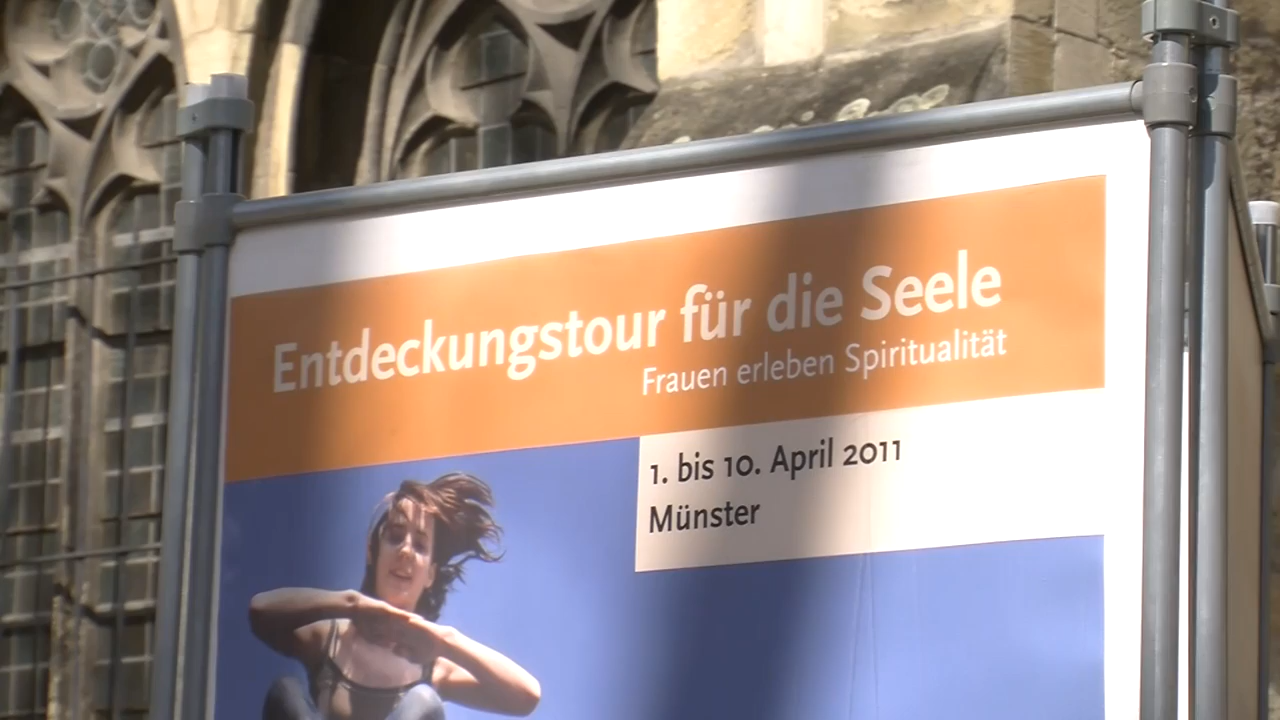 Entdeckungstour für die Seele
Frauen erleben Spiritualität
1. bis 10. April 2011
Münster